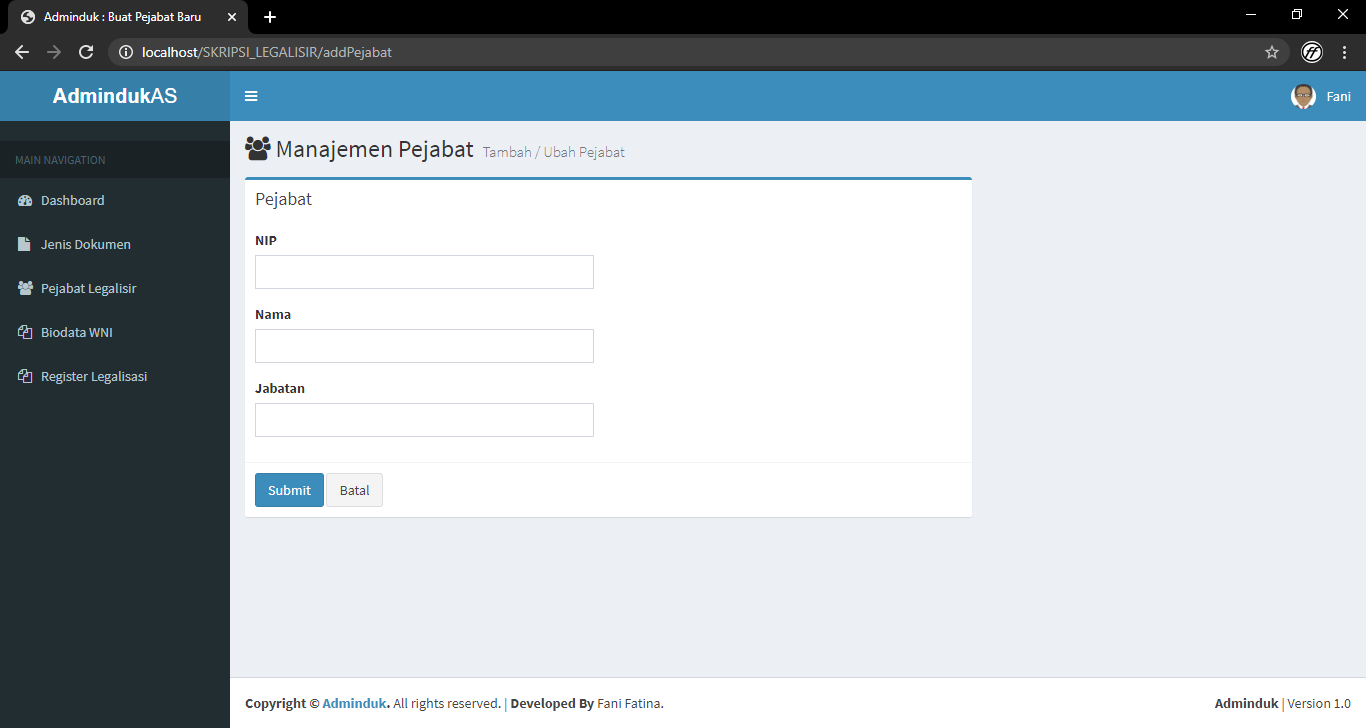 Adminduk : Buat Pejabat Baru
localhost/SKRIPSI_LEGALISIR/addPejabat
AdmindukAS
Fani
MAIN NAVIGATION
Dashboard
Jenis Dokumen
Pejabat Legalisir
Biodata WNI
Register Legalisasi
Manajemen Pejabat Tambah / Ubah Pejabat
Pejabat
NIP
Nama
Jabatan
Submit Batal
Copyright © Adminduk. All rights reserved. | Developed By Fani Fatina.
Adminduk | Version 1.0